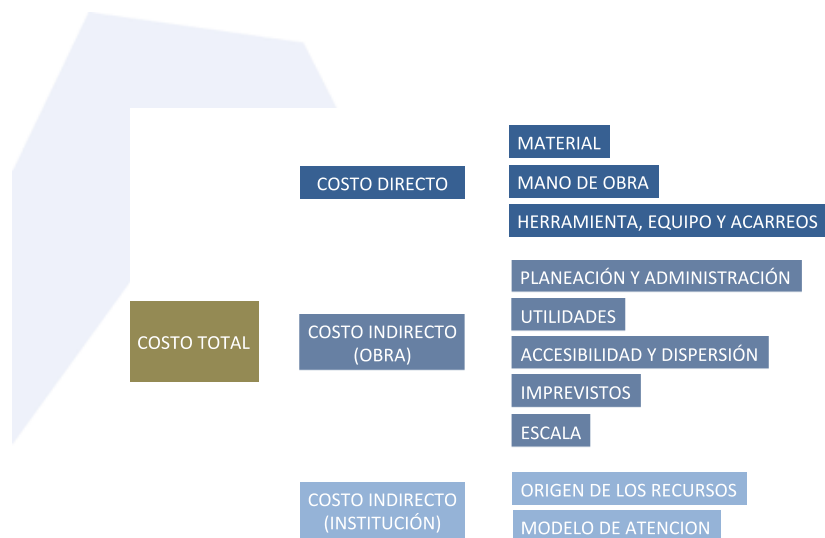 COSTO TOTAL
COSTO DIRECTO
MATERIAL
MANO DE OBRA
HERRAMIENTA, EQUIPO Y ACARREOS
COSTO INDIRECTO
(OBRA)
PLANEACIÓN Y ADMINISTRACIÓN
UTILIDADES
ACCESIBILIDAD Y DISPERSIÓN
IMPREVISTOS
ESCALA
COSTO INDIRECTO
(INSTITUCIÓN)
ORIGEN DE LOS RECURSOS
MODELO DE ATENCION